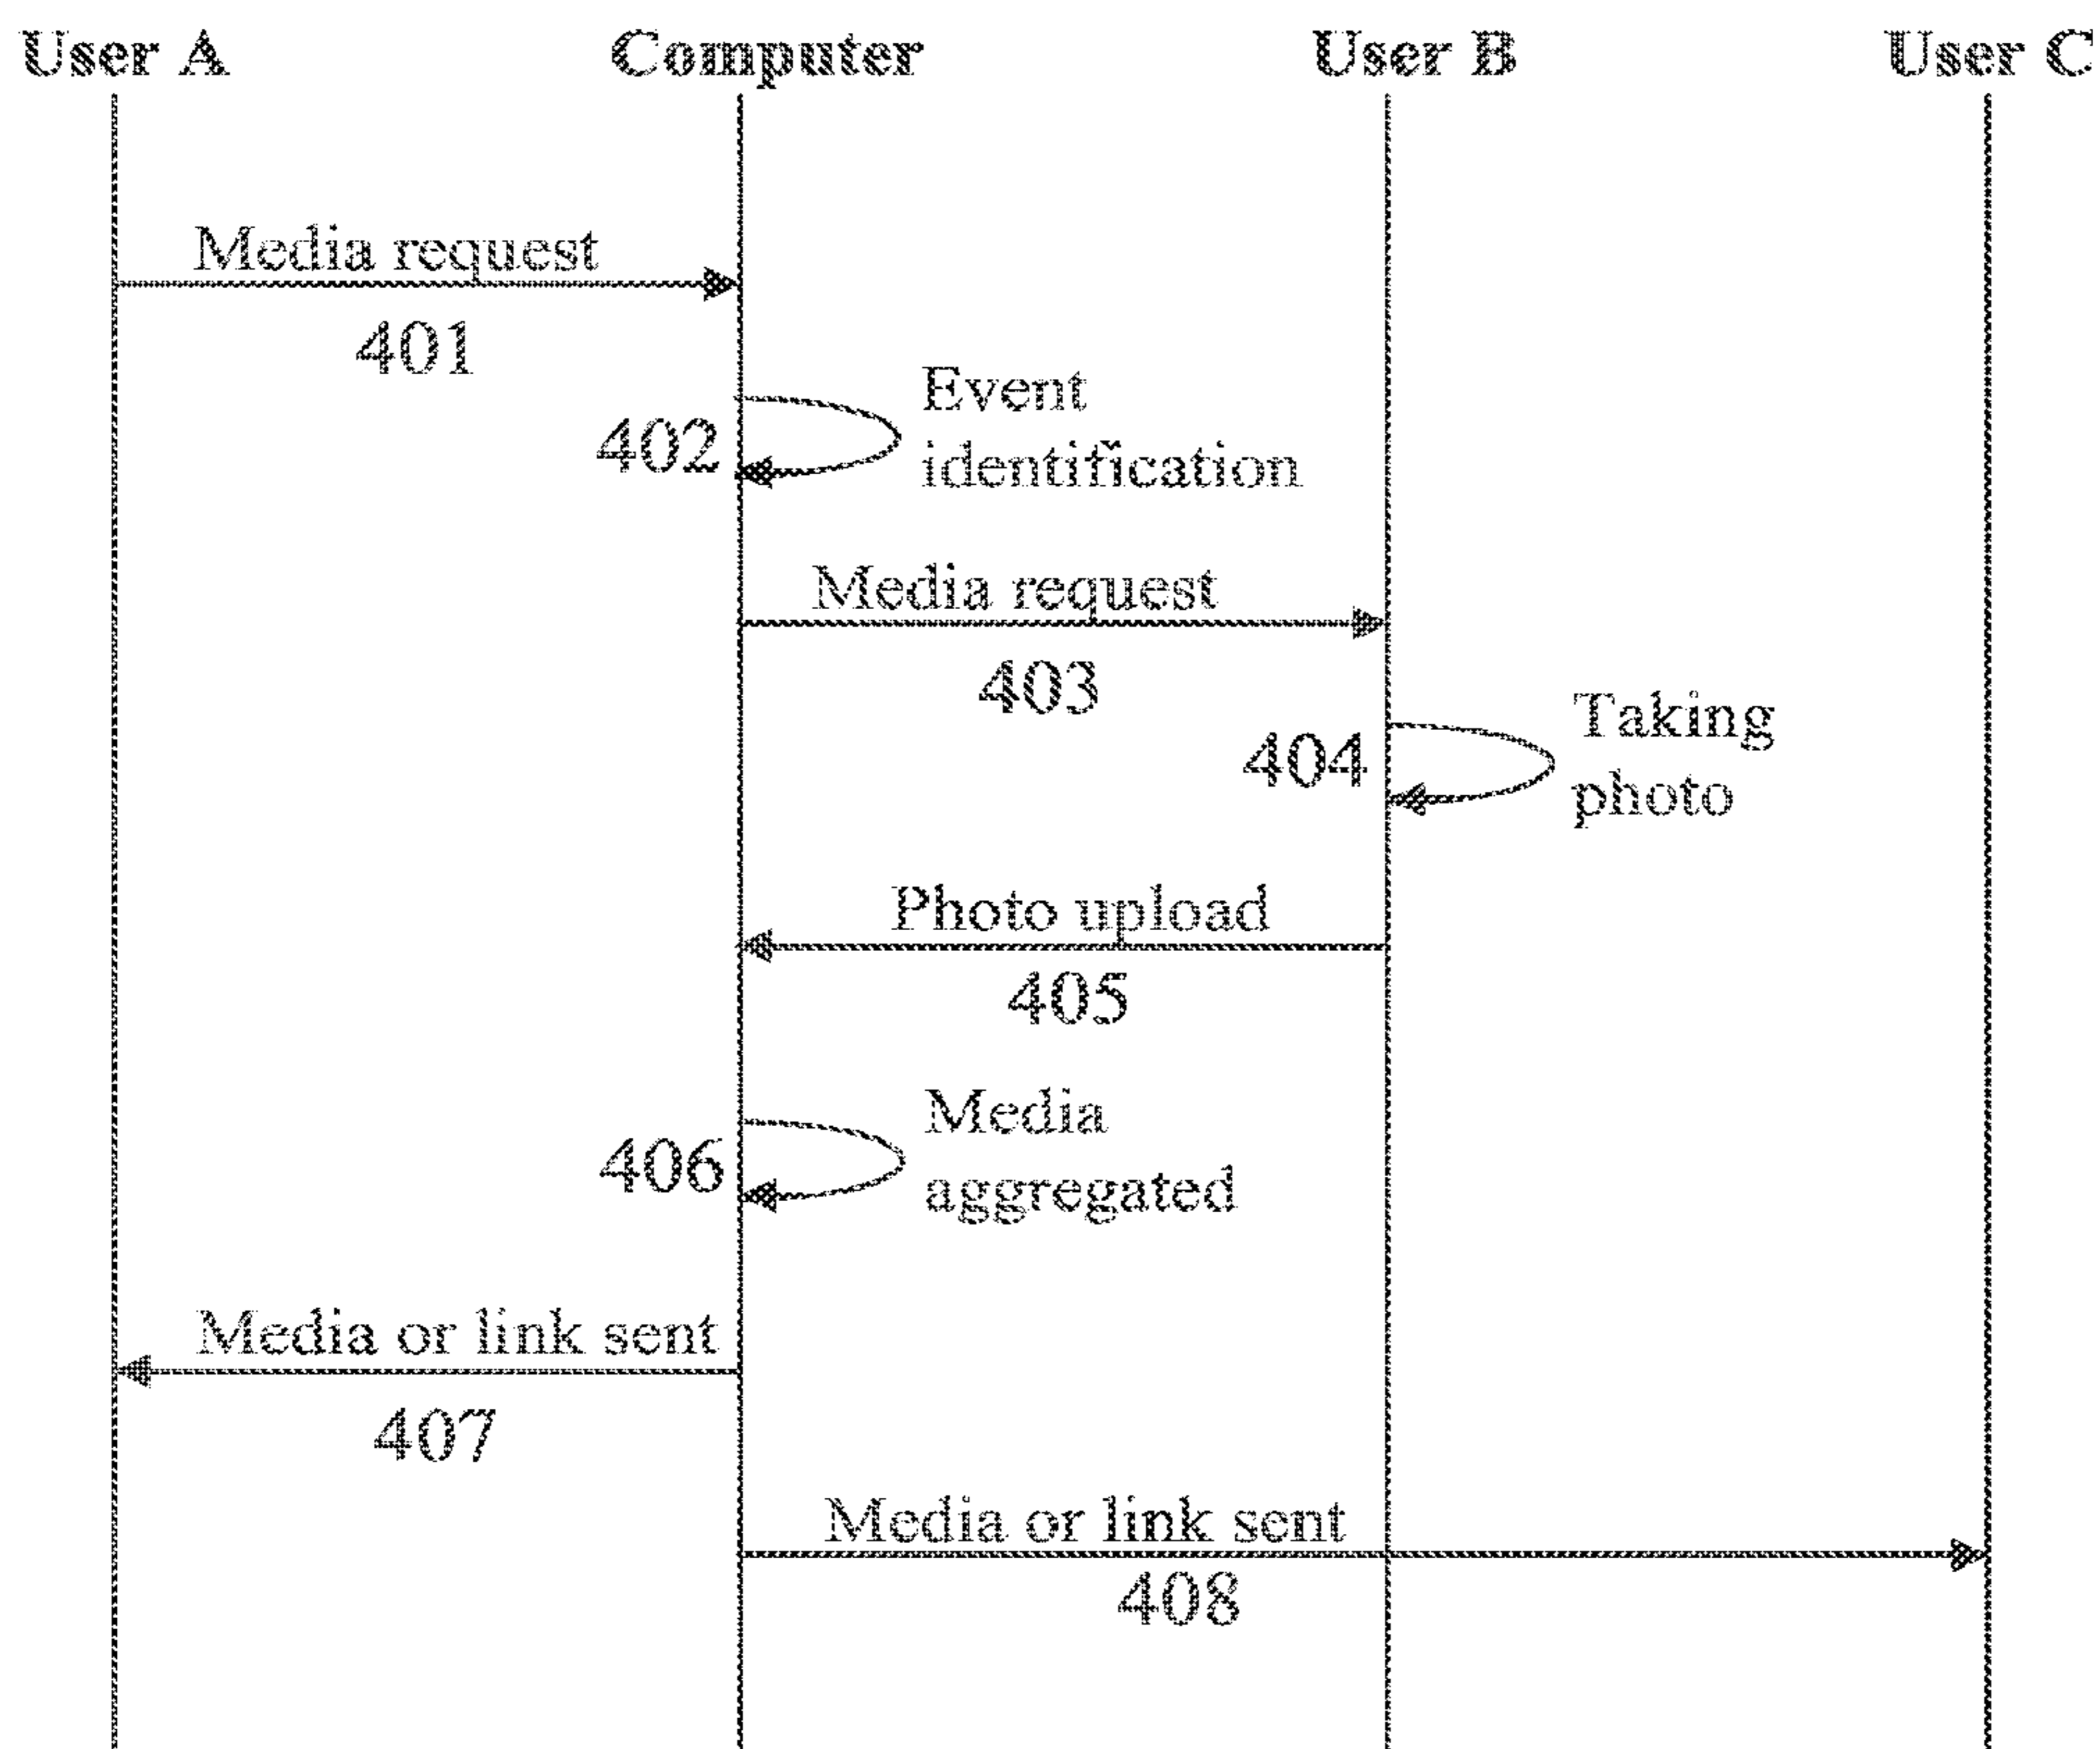 User A Computer User B User C
Media request
401
Event
402
identification
Media request
403
Taking
404
photo
Photo upload
405
Media
406
aggregated
Media or link sent
407
Media or link sent
408